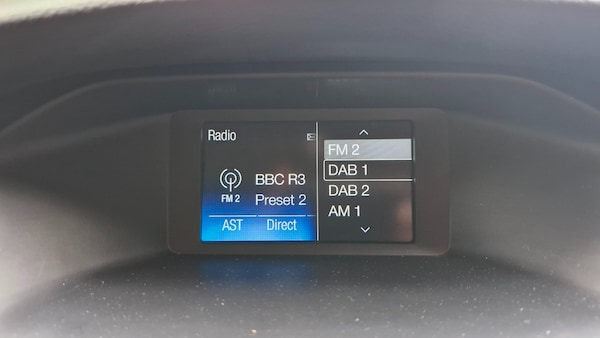 Radio
FM 2
BBC R3
Preset 2
AST
Direct
FM 2
DAB 1
DAB 2
AM 1